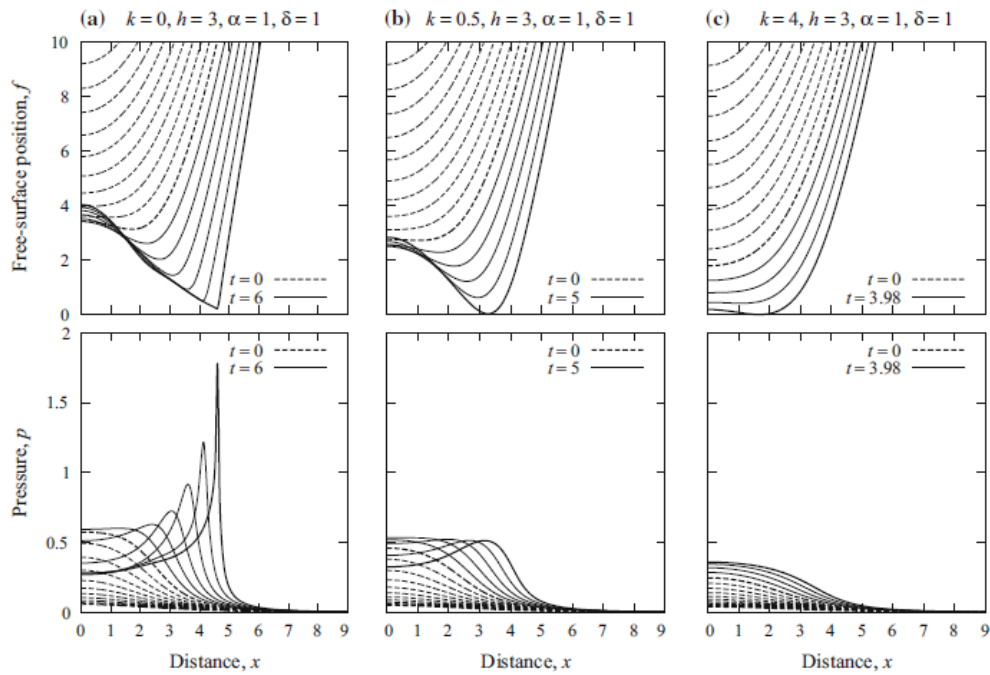 (a) k = 0, h = 3, α = 1, δ = 1
(b) k = 0.5, h = 3, α = 1, δ = 1
(c) k = 4, h = 3, α = 1, δ = 1
Free-surface position, f
10
8
6
4
2
0
t = 0
t = 6
t = 0
t = 5
t = 0
t = 3.98
Pressure, p
2
1.5
1
0.5
0
t = 0
t = 6
t = 0
t = 5
t = 0
t = 3.98
0 1 2 3 4 5 6 7 8 9
0 1 2 3 4 5 6 7 8 9
0 1 2 3 4 5 6 7 8 9
Distance, x
Distance, x
Distance, x